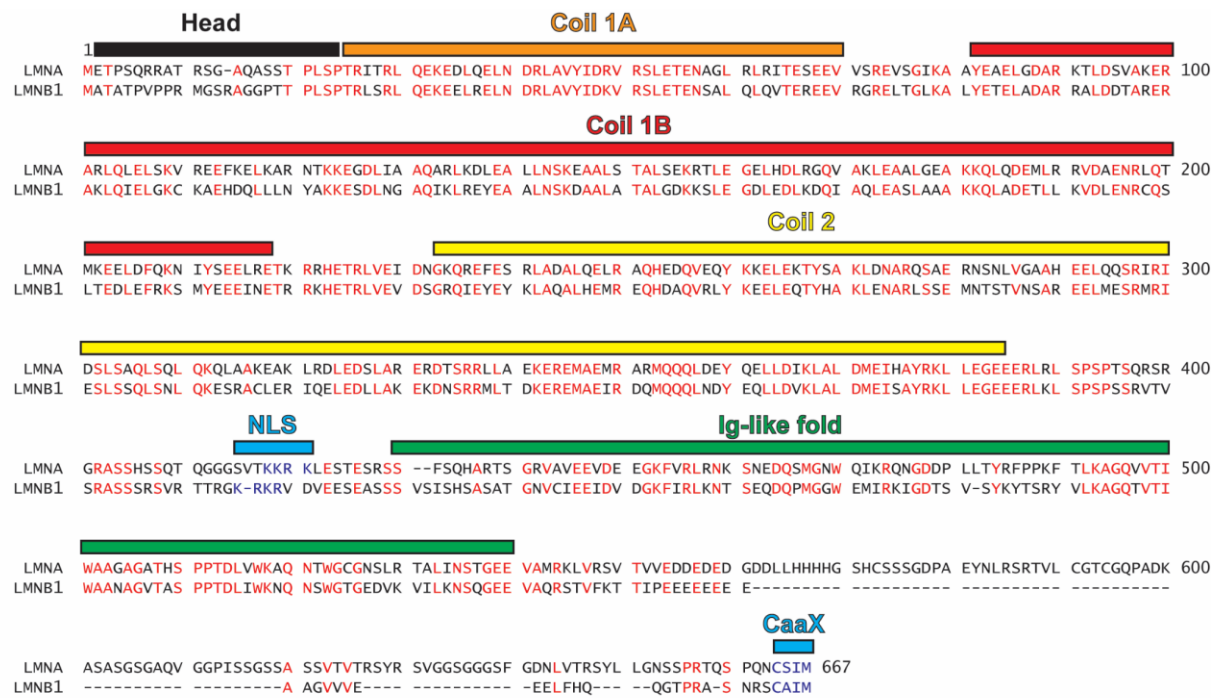 Head Coil 1A
1
LMNA METPSQRRAT RSG-AQASST PLSPTRITRL QEKEDLQELN DRLAVYIDRV RSLETENAGL RLRITESEEV VSREVSGIKA AYEAELGDAR KTLDSVAKER 100
LMNB1 MATATPVPPR MGSRAGGPTT PLSPTRLSRL QEKEELRELN DRLAVYIDKV RSLETENSAL QLQVTEREEV RGRELTGLKA LYETELADAR RALDDTARER
Coil 1B
LMNA ARLQLELSKV REEFKELKAR NTKKEGDLIA AQARLKDLEA LLNSKEAALS TALSEKRTLE GELHDLRGQV AKLEAALGEA KKQLQDEMLR RVDAENRLQT 200
LMNB1 AKLQIELGKC KAEHDQLLLN YAKKESDLNG AQIKLREYEA ALNSKDAALA TALGDKKSLE GDLEDLKDQI AQLEASLAAA KKQLADETLL KVDLENRCQS
Coil 2
LMNA MKEELDFQKN IYSEELRETK RRHETRLVEI DNGKQREFES RLADALQELR AQHEDQVEQY KKELEKTYSA KLDNARQSAE RNSNLVGAAH EELQQSRIRI 300
LMNB1 LTEDLEFRKS MYEEEINETR RKHETRLVEV DSGRQIEYEY KLAQALHEMR EQHDAQVRLY KEELEQTYHA KLENARLSSE MNTSTVNSAR EELMESRMRI
LMNA DSLSAQLSQL QKQLAAKEAK LRDLEDSLAR ERDTSRRLLA EKEREMAEMR ARMQQQLDEY QELLDIKLAL DMEIHAYRKL LEGEEERLRL SPSPTSQRSR 400
LMNB1 ESLSSQLSNL QKESRACLER IQELEDLLAK EKDNSRRMLT DKEREMAEIR DQMQQQLNDY EQLLDVKLAL DMEISAYRKL LEGEEERLKL SPSPSSRVTV
NLS Ig-like fold
LMNA GRASSHSSQT QGGGSVTKKR KLESTESRSS --FSQHARTS GRVAVEEVDE EGKFVRLRNK SNEDQSMGNW QIKRQNGDDP LLTYRFPPKF TLKAGQVVTI 500
LMNB1 SRASSSRSVR TTRGK-RKRV DVEESEASSS VSISHSASAT GNVCIEEIDV DGKFIRLKNT SEQDQPMGGW EMIRKIGDTS V-SYKYTSRY VLKAGQTVTI
LMNA WAAGAGATHS PPTDLVWKAQ NTWGCGNSLR TALINSTGEE VAMRKLVRSV TVVEDDEDED GDDLLHHHHG SHCSSSGDPA EYNLRSRTVL CGTCGQPADK 600
LMNB1 WAANAGVTAS PPTDLIWKNQ NSWGTGEDVK VILKNSQGEE VAQRSTVFKT TIPEEEEEEE E--------- ---------- ---------- ----------
CaaX
LMNA ASASGSGAQV GGPISSGSSA SSVTVTRSYR SVGGSGGGSF GDNLVTRSYL LGNSSPRTQS PQNCSIM 667
LMNB1 ---------- ---------A AGVVVE---- ---------- -EELFHQ--- --QGTPRA-S NRSCAIM